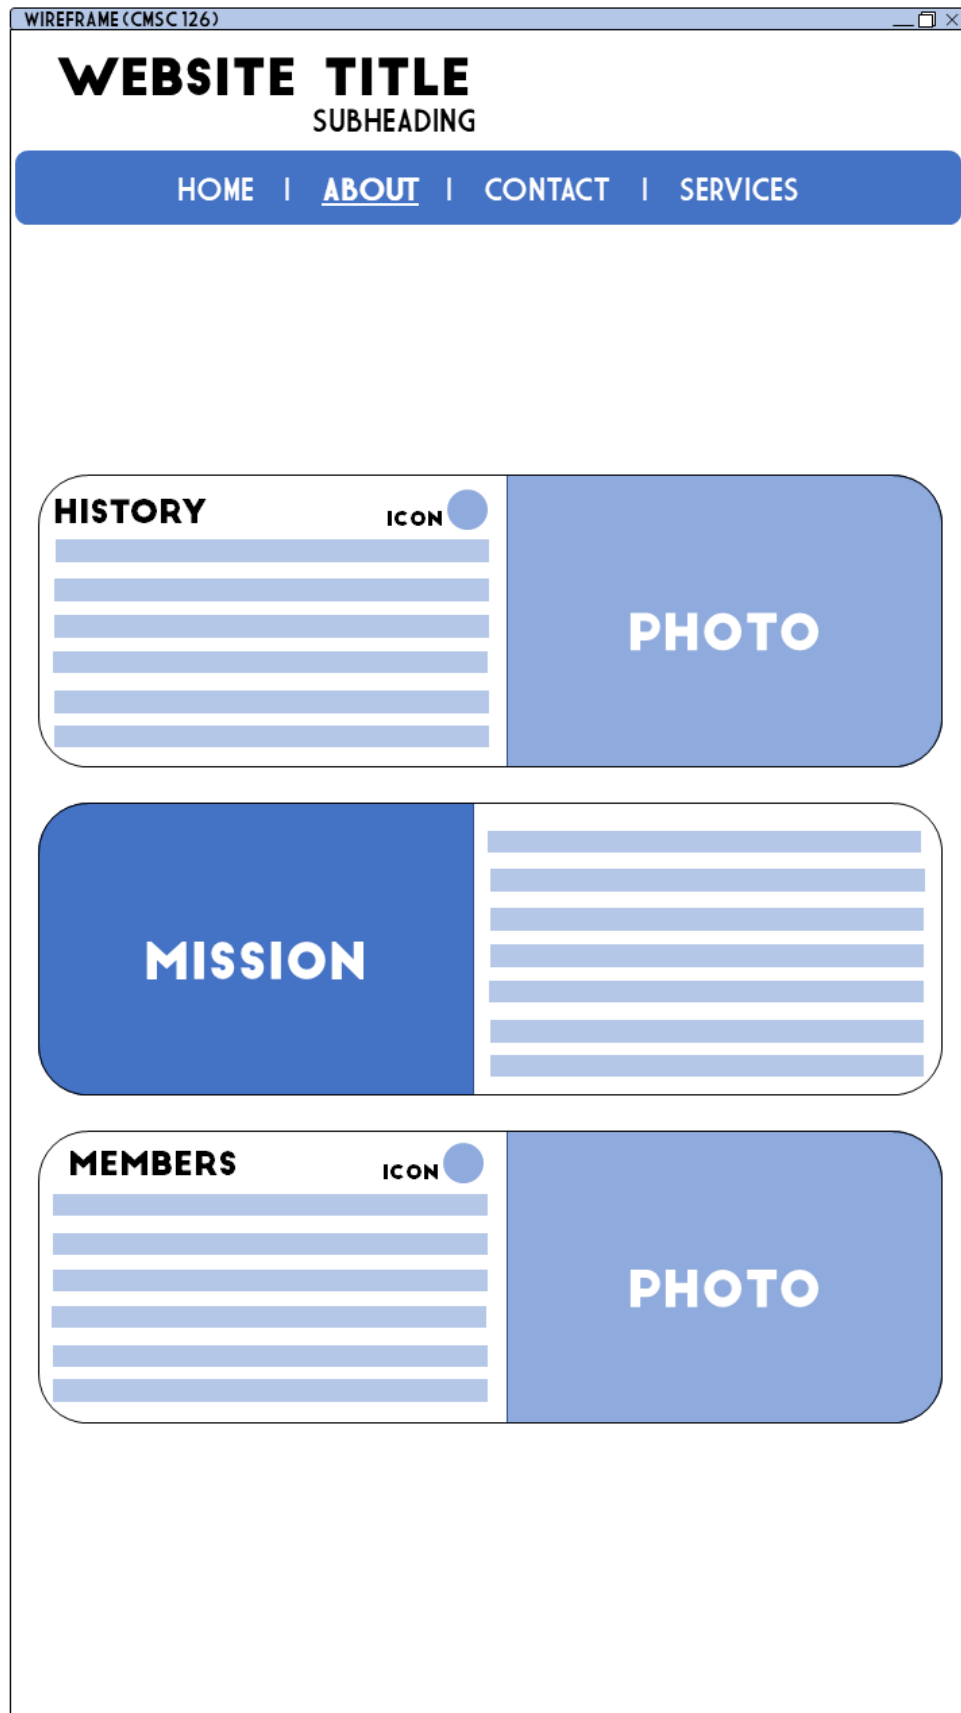 WIREFRAME (CMSC 126)
WEBSITE TITLE
SUBHEADING
HOME | ABOUT | CONTACT | SERVICES
HISTORY
ICON
PHOTO
MISSION
MEMBERS
ICON
PHOTO